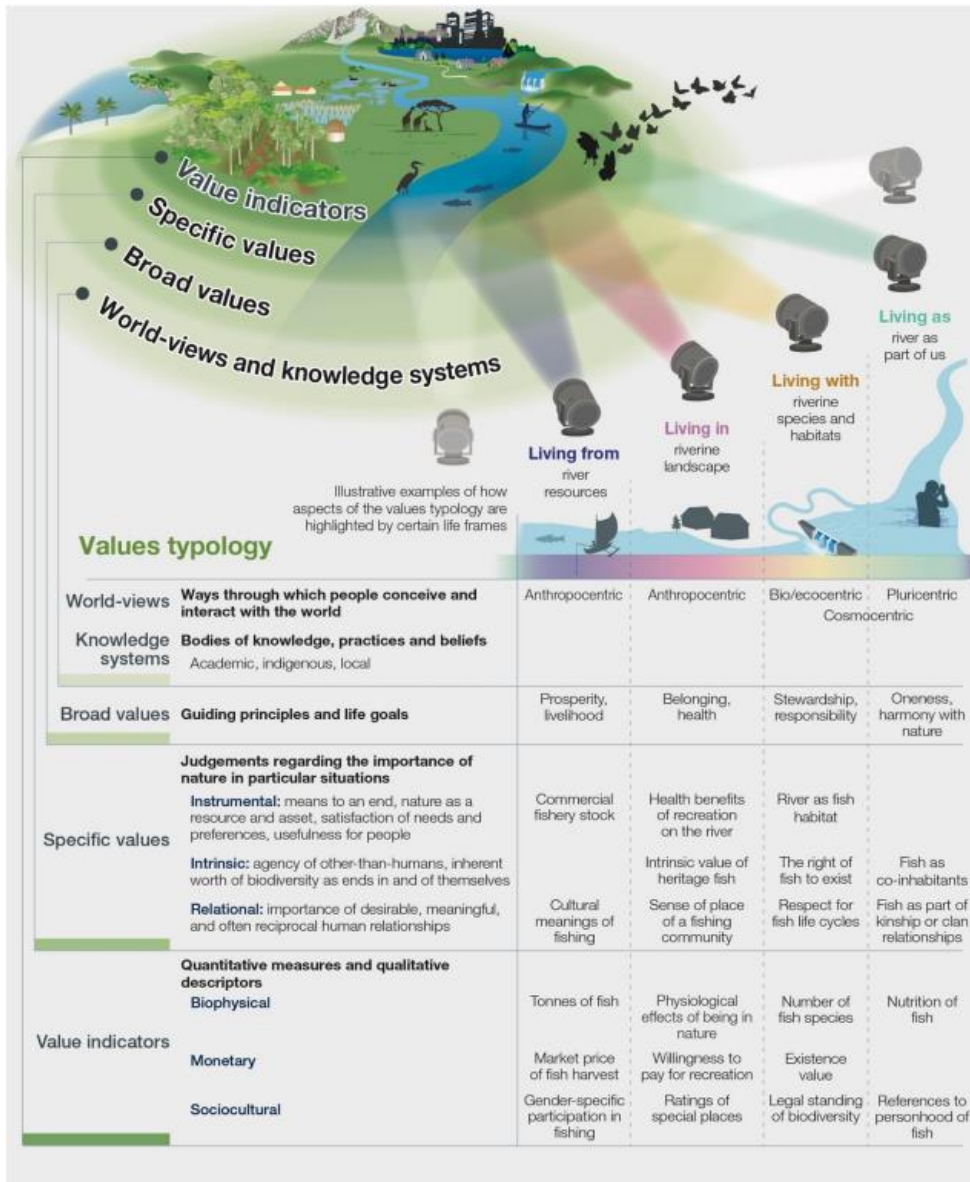 Value indicators
Specific values
Broad values
World-views and knowledge systems
Living as
river as
part of us
Living with
riverine
species and
habitats
Living in
riverine
landscape
Living from
river
resources
Illustrative examples of how
aspects of the values typology are
highlighted by certain life frames
Values typology
World-views
Ways through which people conceive and
interact with the world
Anthropocentric
Anthropocentric
Bio/ecocentric
Pluricentric
Cosmocentric
Knowledge
systems
Bodies of knowledge, practices and beliefs
Academic, indigenous, local
Broad values
Guiding principles and life goals
Prosperity,
livelihood
Belonging,
health
Stewardship,
responsibility
Oneness,
harmony with
nature
Specific values
Judgements regarding the importance of
nature in particular situations
Instrumental: means to an end, nature as a
resource and asset, satisfaction of needs and
preferences, usefulness for people
Commercial
fishery stock
Health benefits
of recreation
on the river
River as fish
habitat
Intrinsic: agency of other-than-humans, inherent
worth of biodiversity as ends in and of themselves
Intrinsic value of
heritage fish
The right of
fish to exist
Fish as
co-inhabitants
Relational: importance of desirable, meaningful,
and often reciprocal human relationships
Cultural
meanings of
fishing
Sense of place
of a fishing
community
Respect for
fish life cycles
Fish as part of
kinship or clan
relationships
Value indicators
Quantitative measures and qualitative
descriptors
Biophysical
Tonnes of fish
Physiological
effects of being in
nature
Number of
fish species
Nutrition of
fish
Monetary
Market price
of fish harvest
Willingness to
pay for recreation
Existence
value
Sociocultural
Gender-specific
participation in
fishing
Ratings of
special places
Legal standing
of biodiversity
References to
personhood of
fish